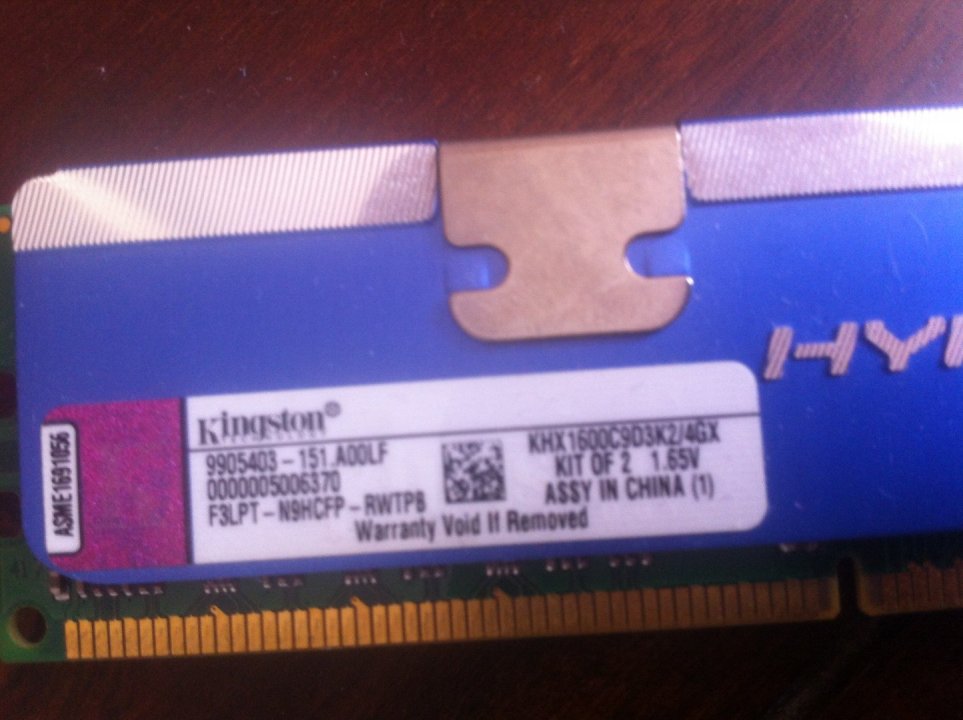 HY
Kingston®
9905403-151.A00LF
0000005006370
F3LPT-N9HCFP-RWTPB
KHX1600C9D3K2/4GX
KIT OF 2 1.65V
ASSY IN CHINA (1)
Warranty Void If Removed
ASME1691056